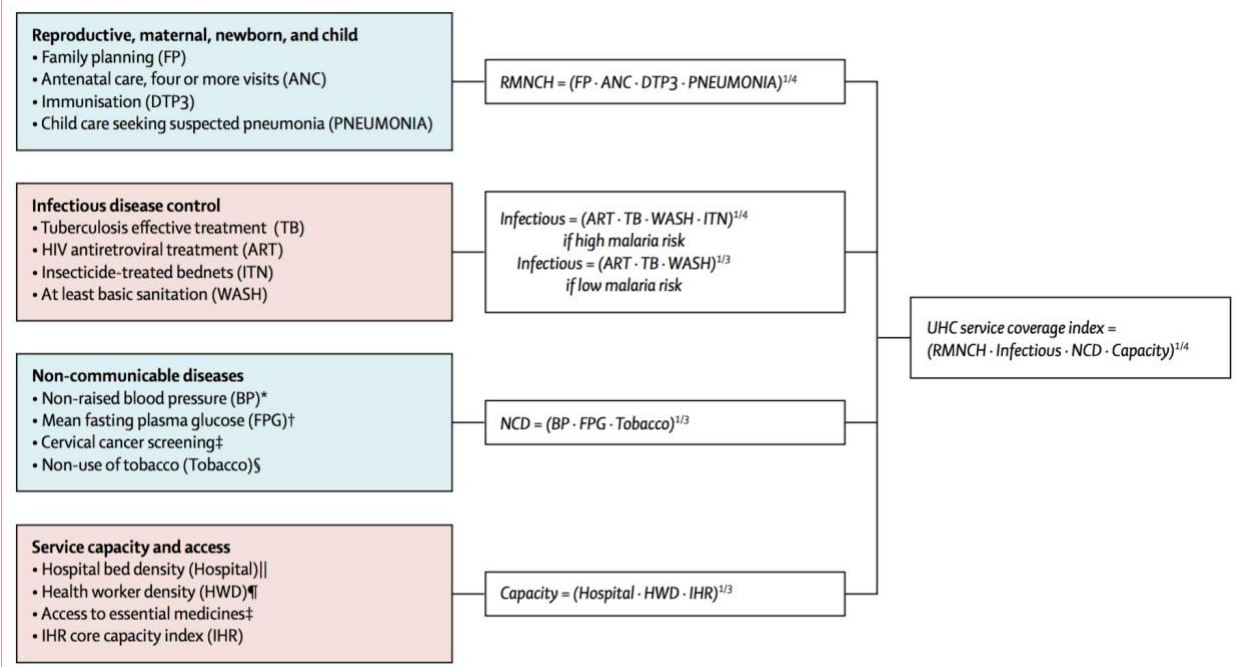 Reproductive, maternal, newborn, and child
• Family planning (FP)
• Antenatal care, four or more visits (ANC)
• Immunisation (DTP3)
• Child care seeking suspected pneumonia (PNEUMONIA)
RMNCH = (FP · ANC · DTP3 · PNEUMONIA)1/4
Infectious disease control
• Tuberculosis effective treatment (TB)
• HIV antiretroviral treatment (ART)
• Insecticide-treated bednets (ITN)
• At least basic sanitation (WASH)
Infectious = (ART · TB · WASH · ITN)1/4
if high malaria risk
Infectious = (ART · TB · WASH)1/3
if low malaria risk
Non-communicable diseases
• Non-raised blood pressure (BP)*
• Mean fasting plasma glucose (FPG)†
• Cervical cancer screening‡
• Non-use of tobacco (Tobacco)§
NCD = (BP · FPG · Tobacco)1/3
Service capacity and access
• Hospital bed density (Hospital)||
• Health worker density (HWD)¶
• Access to essential medicines‡
• IHR core capacity index (IHR)
Capacity = (Hospital · HWD · IHR)1/3
UHC service coverage index =
(RMNCH · Infectious · NCD · Capacity)1/4